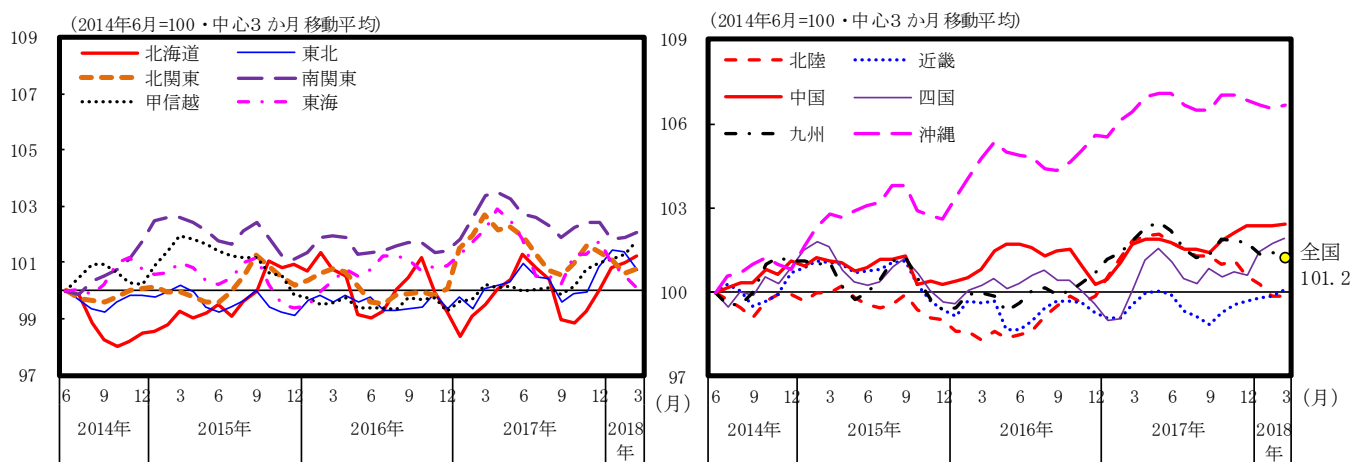 (2014年6月=100・中心3か月移動平均)
109
107
105
103
101
99
97
北海道
東北
北関東
南関東
甲信越
東海
6 9 12 3 6 9 12 3 6 9 12 3 6 9 12 3
(月)
2014年 2015年 2016年 2017年 2018年
(2014年6月=100・中心3か月移動平均)
109
106
103
100
97
北陸
近畿
中国
四国
九州
沖縄
全国
101.2
6 9 12 3 6 9 12 3 6 9 12 3 6 9 12 3
(月)
2014年 2015年 2016年 2017年 2018年